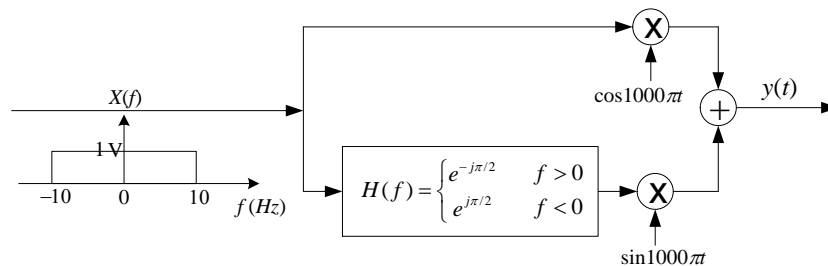 X(f)
1 V
−10 0 10 f (Hz)
X
cos1000πt
+
y(t)
H(f) = { e^{-jπ/2} f > 0
e^{jπ/2} f < 0
X
sin1000πt